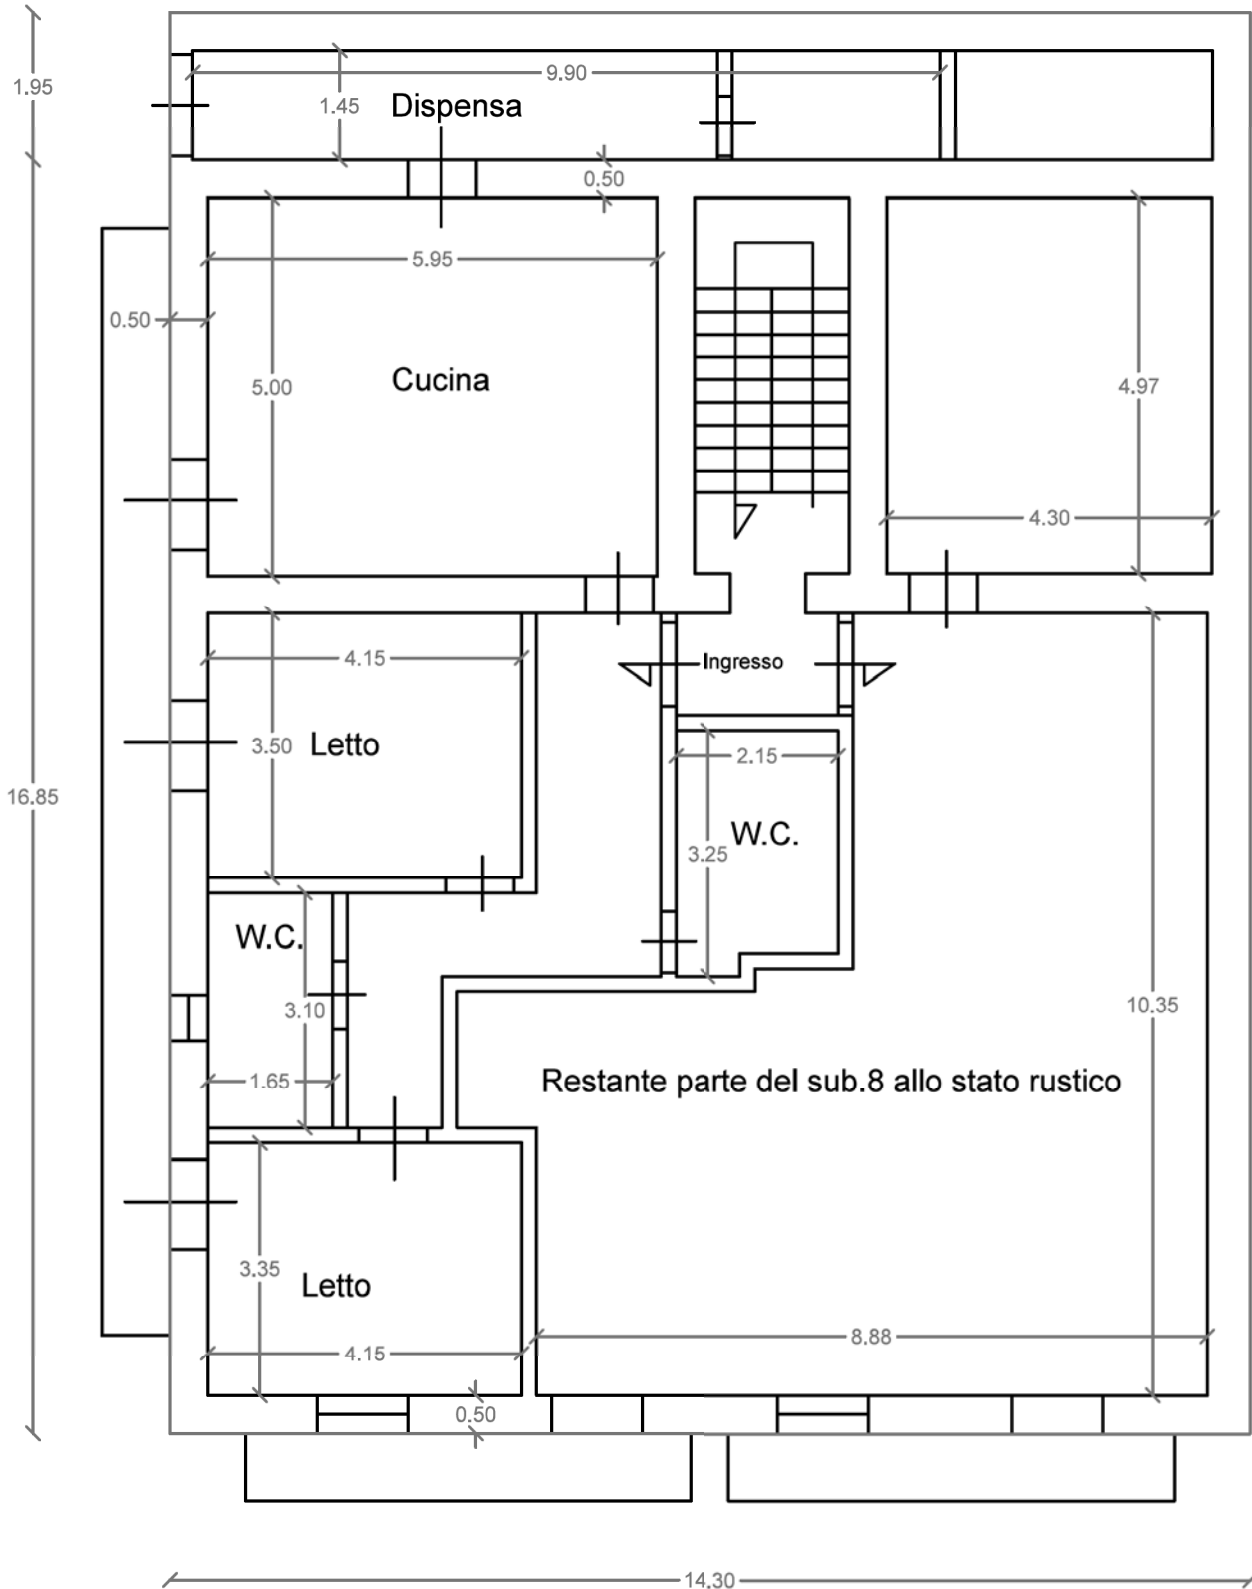 1.95
9.90
1.45
Dispensa
0.50
5.95
0.50
5.00
Cucina
4.97
4.30
4.15
Ingresso
3.50
Letto
2.15
16.85
W.C.
3.25
W.C.
3.10
10.35
1.65
Restante parte del sub.8 allo stato rustico
3.35
Letto
8.88
4.15
0.50
14.30